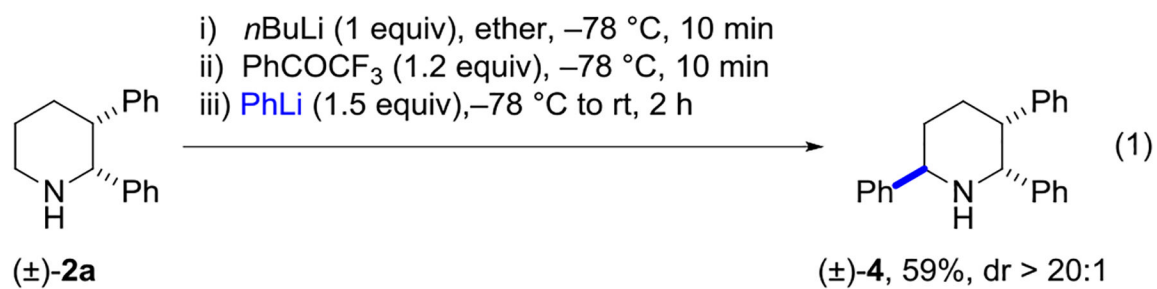 i) nBuLi (1 equiv), ether, –78 °C, 10 min
ii) PhCOCF₃ (1.2 equiv), –78 °C, 10 min
iii) PhLi (1.5 equiv),–78 °C to rt, 2 h
Ph
Ph
N
H
(±)-2a
Ph
Ph
N
H
Ph
(1)
(±)-4, 59%, dr > 20:1